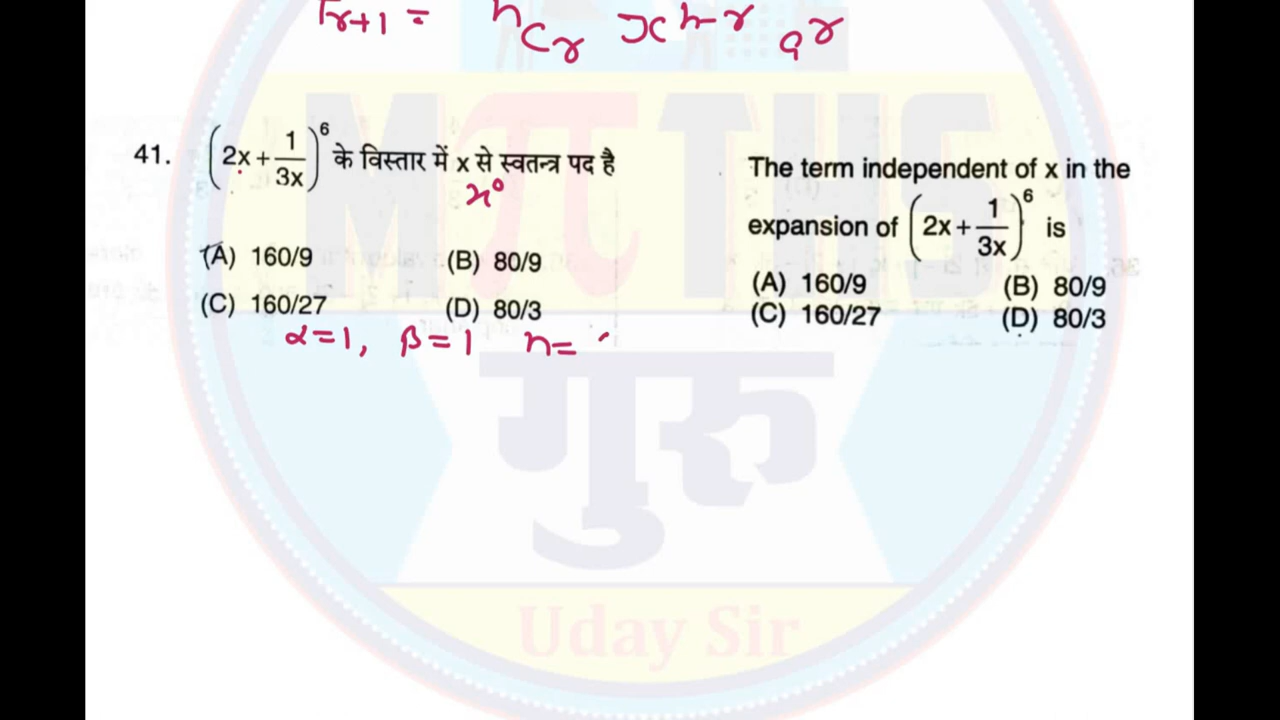 Tr+1 = nCr x n-r a r
41. (2x + 1/3x)^6 के विस्तार में x से स्वतन्त्र पद है
x°
(A) 160/9 (B) 80/9
(C) 160/27 (D) 80/3
α=1, β=1 n=
The term independent of x in the
expansion of (2x + 1/3x)^6 is
(A) 160/9 (B) 80/9
(C) 160/27 (D) 80/3
MπTHS
गुरु
Uday Sir